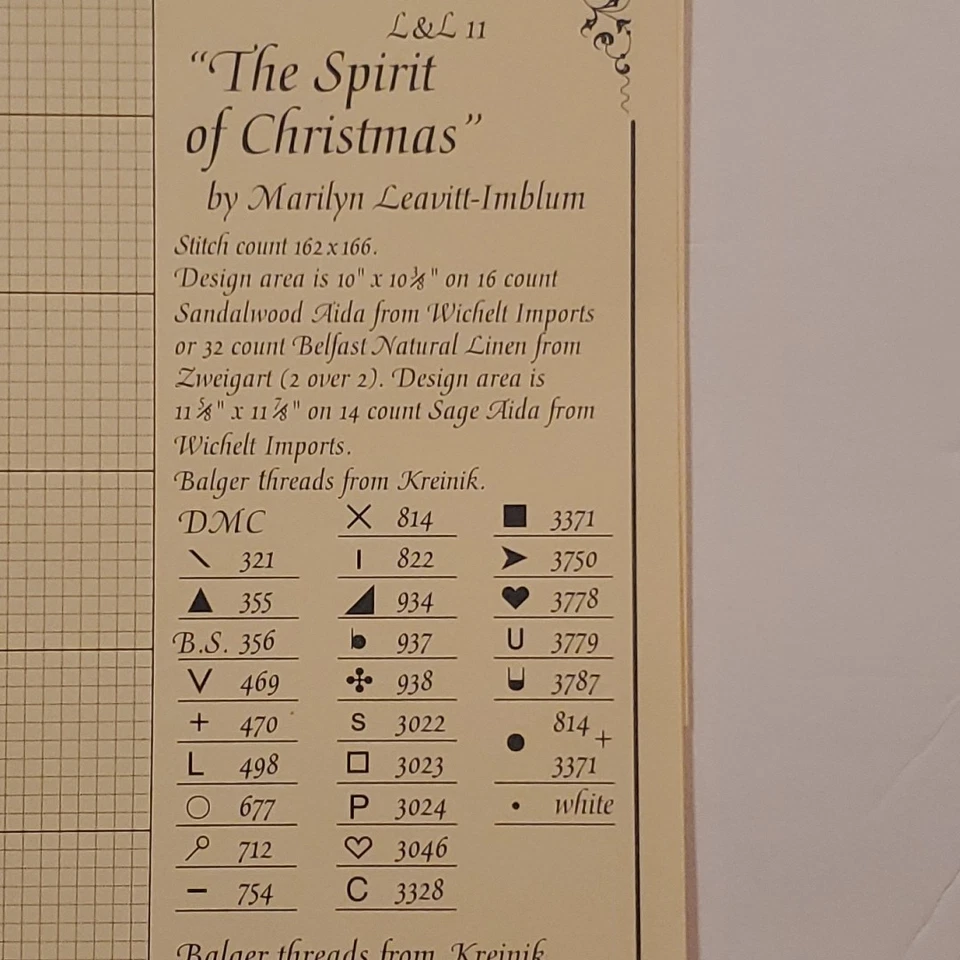 L&L 11
"The Spirit
of Christmas"
by Marilyn Leavitt-Imblum
Stitch count 162 x 166.
Design area is 10" x 10⅜" on 16 count
Sandalwood Aida from Wichelt Imports
or 32 count Belfast Natural Linen from
Zweigart (2 over 2). Design area is
11⅝" x 11⅞" on 14 count Sage Aida from
Wichelt Imports.
Balger threads from Kreinik.
DMC
\ 321
▲ 355
B.S. 356
V 469
+ 470
L 498
○ 677
⚲ 712
– 754
X 814
I 822
◢ 934
937
✣ 938
S 3022
□ 3023
P 3024
♡ 3046
C 3328
■ 3371
➤ 3750
♥ 3778
U 3779
3787
● 814 +
3371
• white
Balger threads from Kreinik